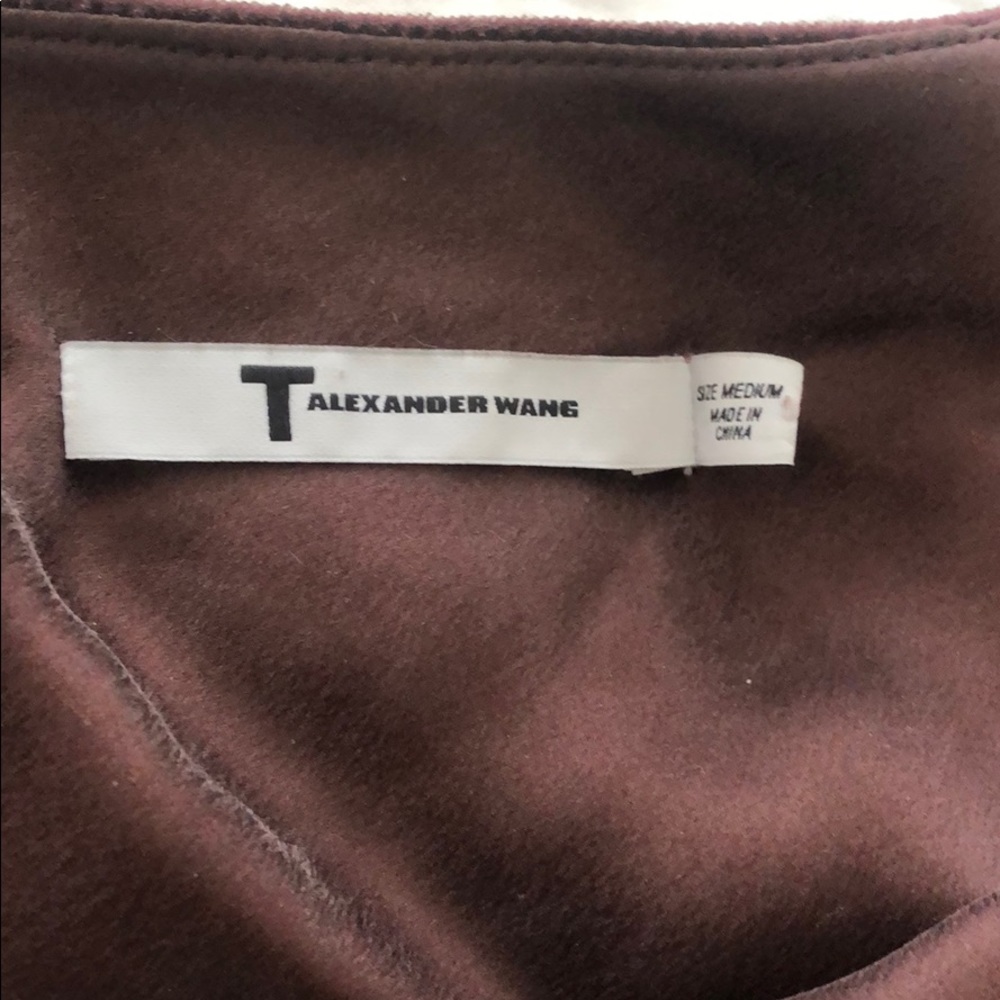 T ALEXANDER WANG
SIZE MEDIUM
MADE IN
CHINA